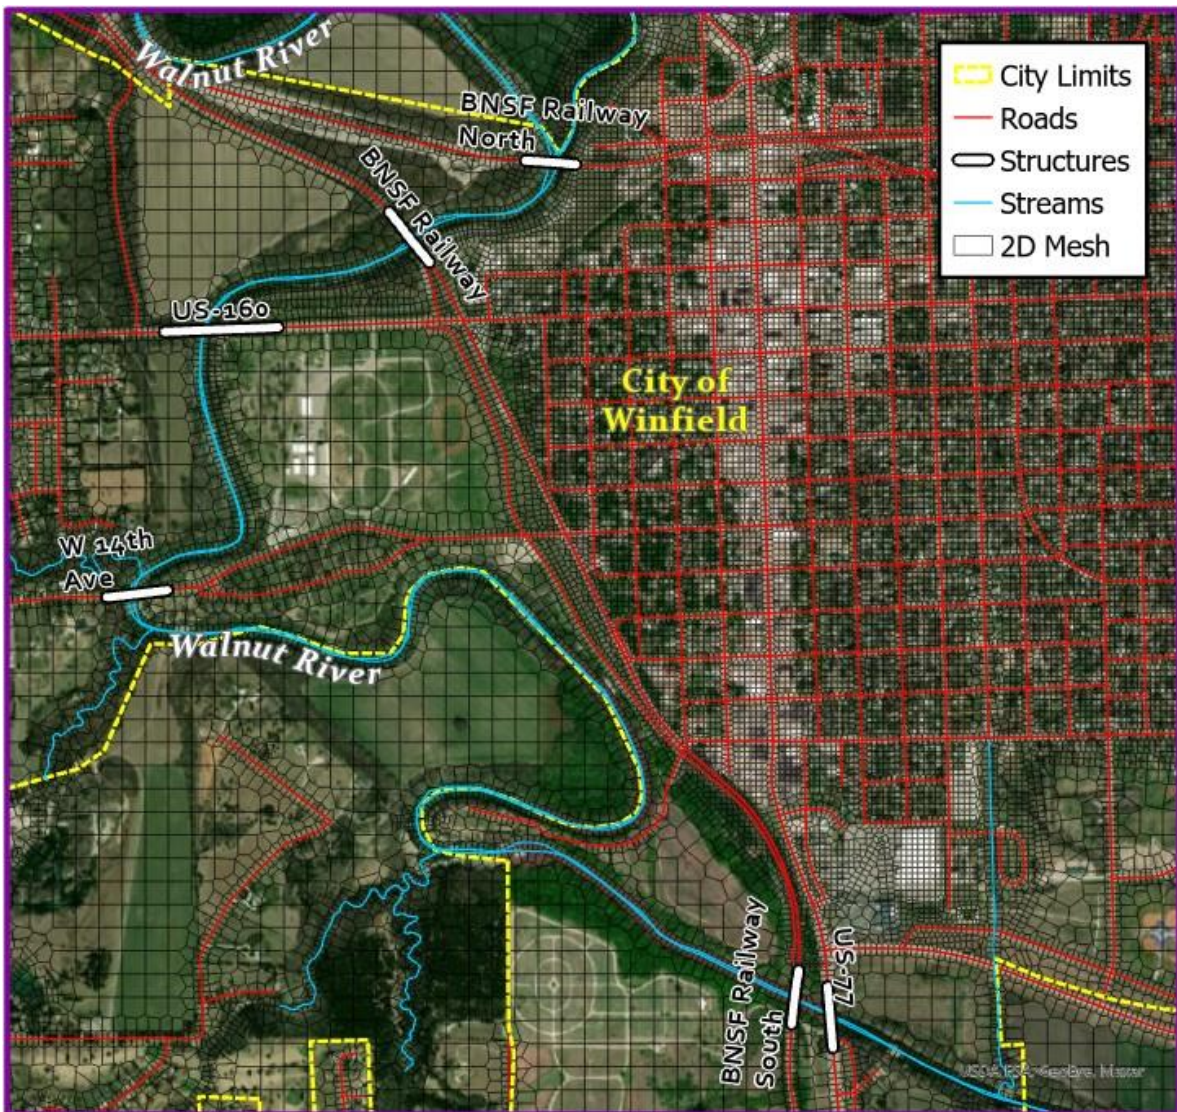 Walnut River
BNSF Railway
North
City Limits
Roads
Structures
Streams
2D Mesh
BNSF Railway
US-160
City of
Winfield
W 14th
Ave
Walnut River
BNSF Railway
South
US-77